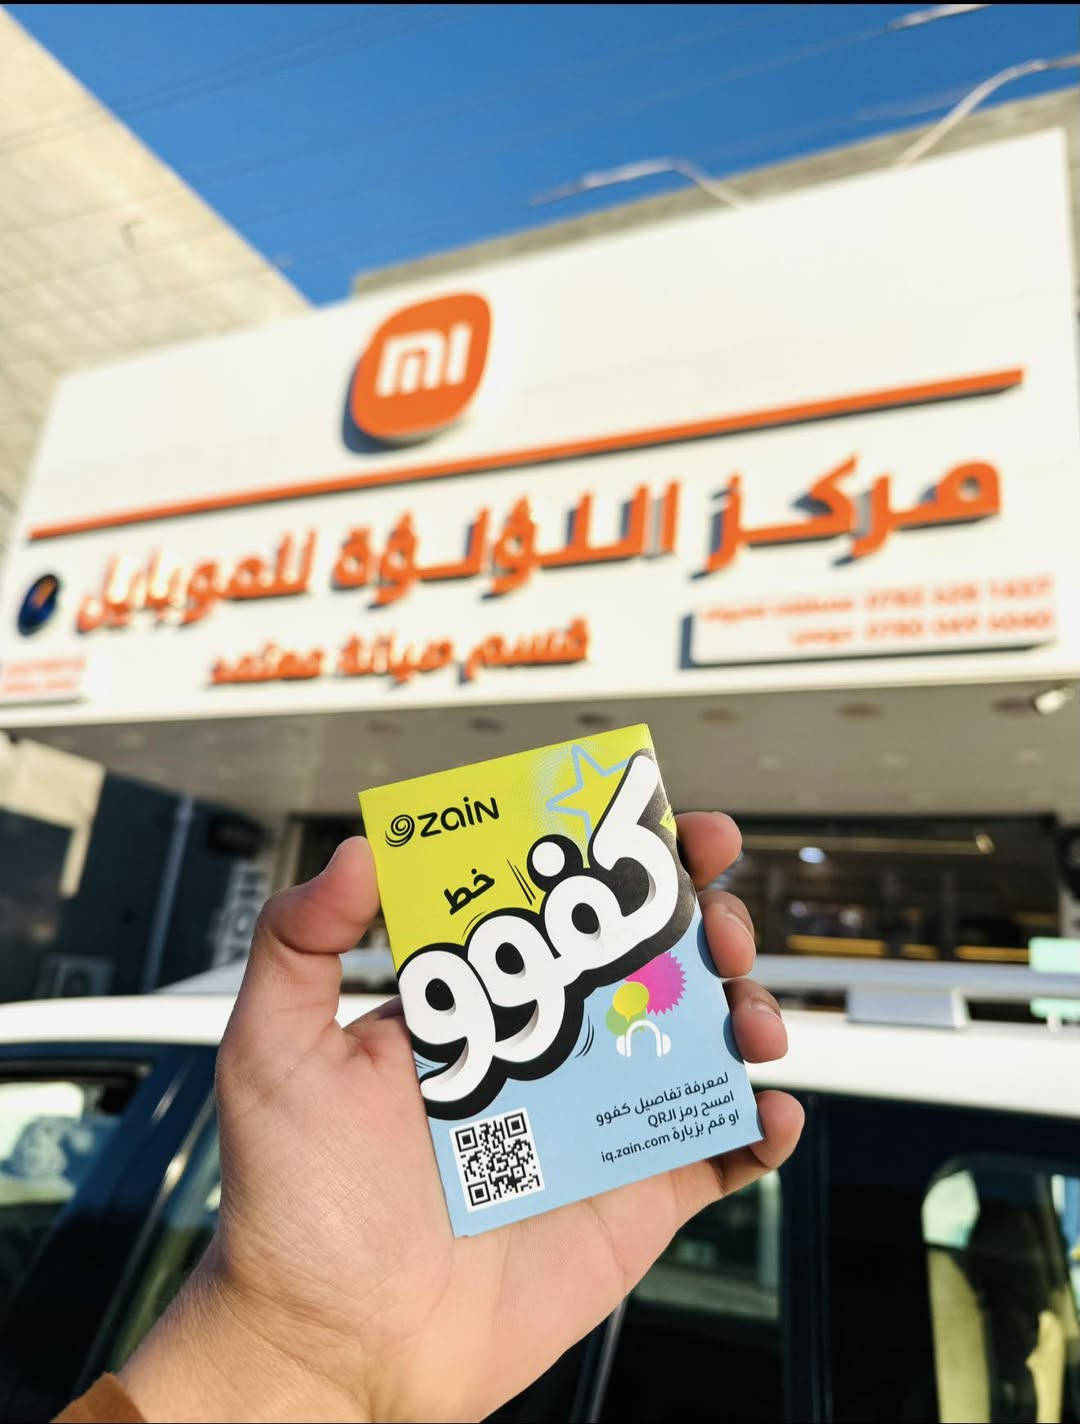 mi
مركز اللؤلؤة للموبايل
قسم صيانة معتمد
zain
خط
كفوو
لمعرفة تفاصيل كفوو
امسح رمز الـQR
او قم بزيارة iq.zain.com